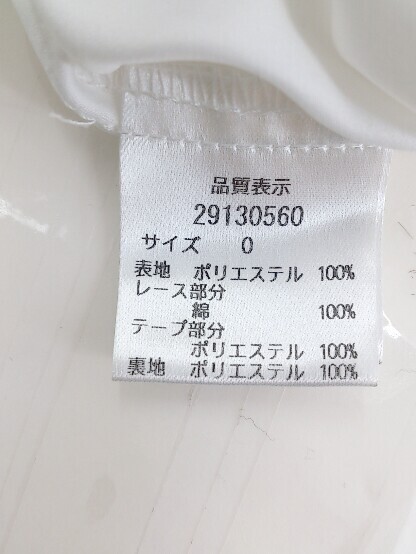 品質表示
29130560
サイズ 0
表地 ポリエステル 100%
レース部分
綿 100%
テープ部分
ポリエステル 100%
裏地 ポリエステル 100%